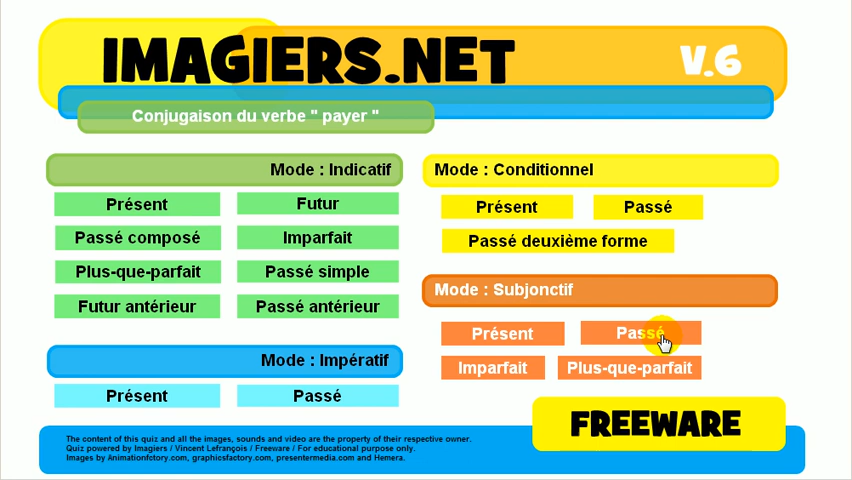 IMAGIERS.NET
V.6
Conjugaison du verbe " payer "
Mode : Indicatif
Présent
Futur
Passé composé
Imparfait
Plus-que-parfait
Passé simple
Futur antérieur
Passé antérieur
Mode : Impératif
Présent
Passé
Mode : Conditionnel
Présent
Passé
Passé deuxième forme
Mode : Subjonctif
Présent
Passé
Imparfait
Plus-que-parfait
FREEWARE
The content of this quiz and all the images, sounds and video are the property of their respective owner.
Quiz powered by Imagiers / Vincent Lefrançois / Freeware / For educational purpose only.
Images by Animationfctory.com, graphicsfactory.com, presentermedia.com and Hemera.